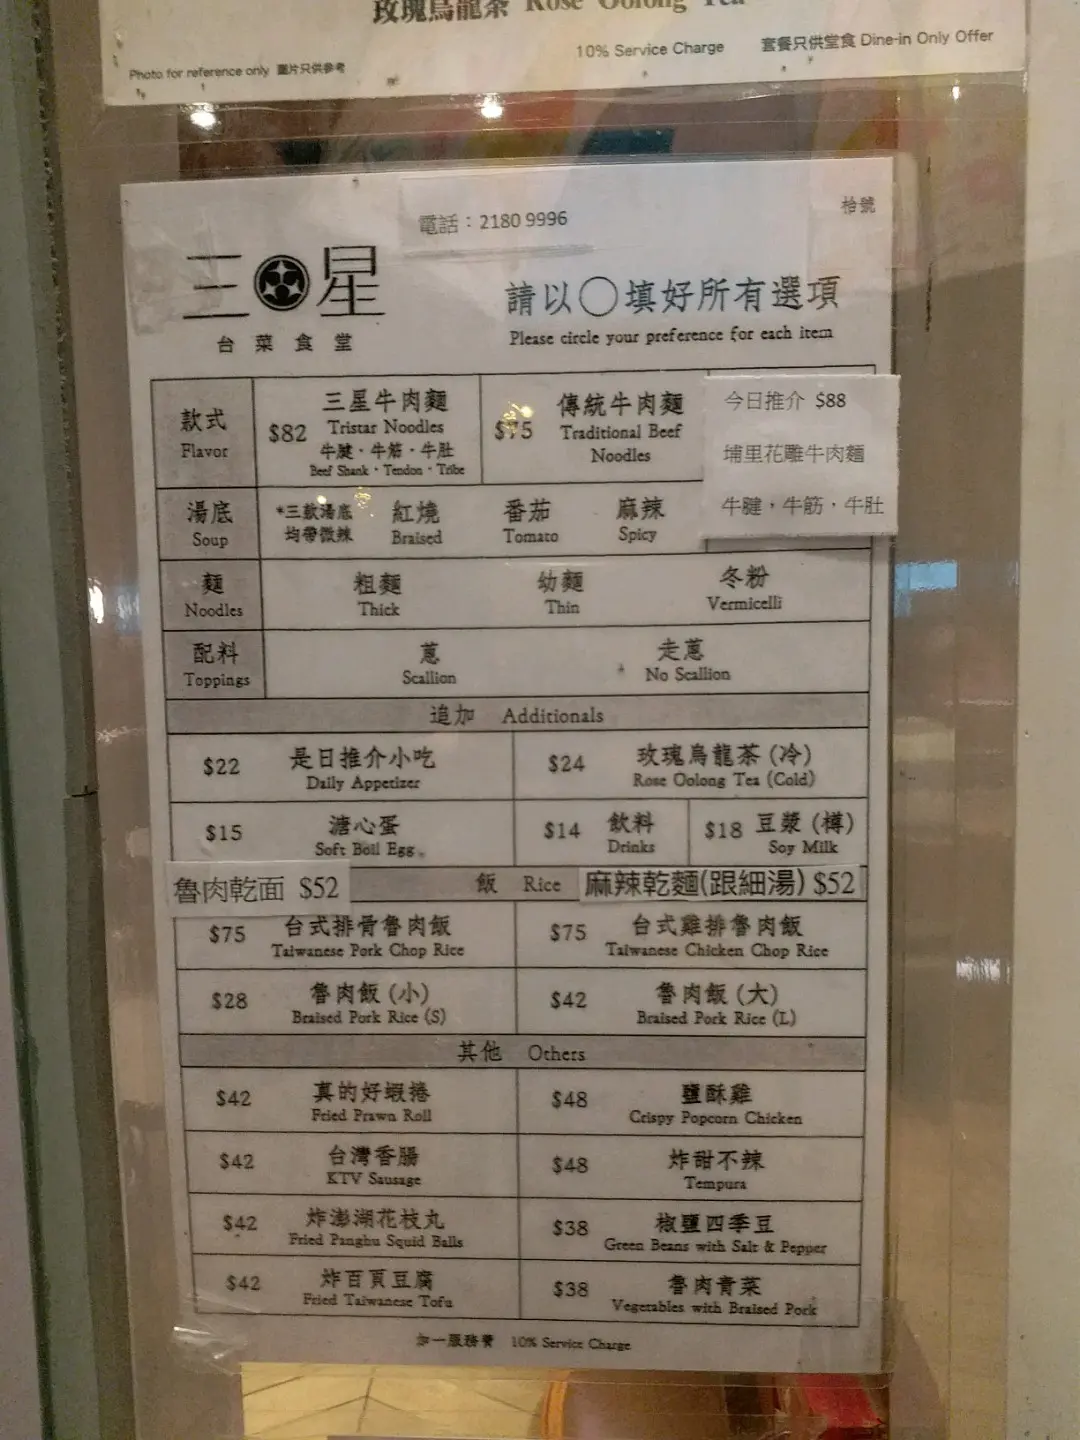 玫瑰烏龍茶 Rose Oolong Tea
10% Service Charge 套餐只供堂食 Dine-in Only Offer
Photo for reference only 圖片只供參考
電話：2180 9996
枱號
三星
台菜食堂
請以○填好所有選項
Please circle your preference for each item
款式
Flavor
$82
三星牛肉麵
Tristar Noodles
牛腱・牛筋・牛肚
Beef Shank・Tendon・Tribe
$75
傳統牛肉麵
Traditional Beef
Noodles
今日推介 $88
埔里花雕牛肉麵
牛腱，牛筋，牛肚
湯底
Soup
*三款湯底
均帶微辣
紅燒
Braised
番茄
Tomato
麻辣
Spicy
麵
Noodles
粗麵
Thick
幼麵
Thin
冬粉
Vermicelli
配料
Toppings
蔥
Scallion
走蔥
No Scallion
追加 Additionals
$22
是日推介小吃
Daily Appetizer
$24
玫瑰烏龍茶 (冷)
Rose Oolong Tea (Cold)
$15
溏心蛋
Soft Boil Egg
$14
飲料
Drinks
$18
豆漿 (樽)
Soy Milk
魯肉乾面 $52
飯 Rice
麻辣乾麵(跟細湯) $52
$75
台式排骨魯肉飯
Taiwanese Pork Chop Rice
$75
台式雞排魯肉飯
Taiwanese Chicken Chop Rice
$28
魯肉飯 (小)
Braised Pork Rice (S)
$42
魯肉飯 (大)
Braised Pork Rice (L)
其他 Others
$42
真的好蝦捲
Fried Prawn Roll
$48
鹽酥雞
Crispy Popcorn Chicken
$42
台灣香腸
KTV Sausage
$48
炸甜不辣
Tempura
$42
炸澎湖花枝丸
Fried Panghu Squid Balls
$38
椒鹽四季豆
Green Beans with Salt & Pepper
$42
炸百頁豆腐
Fried Taiwanese Tofu
$38
魯肉青菜
Vegetables with Braised Pork
加一服務費 10% Service Charge